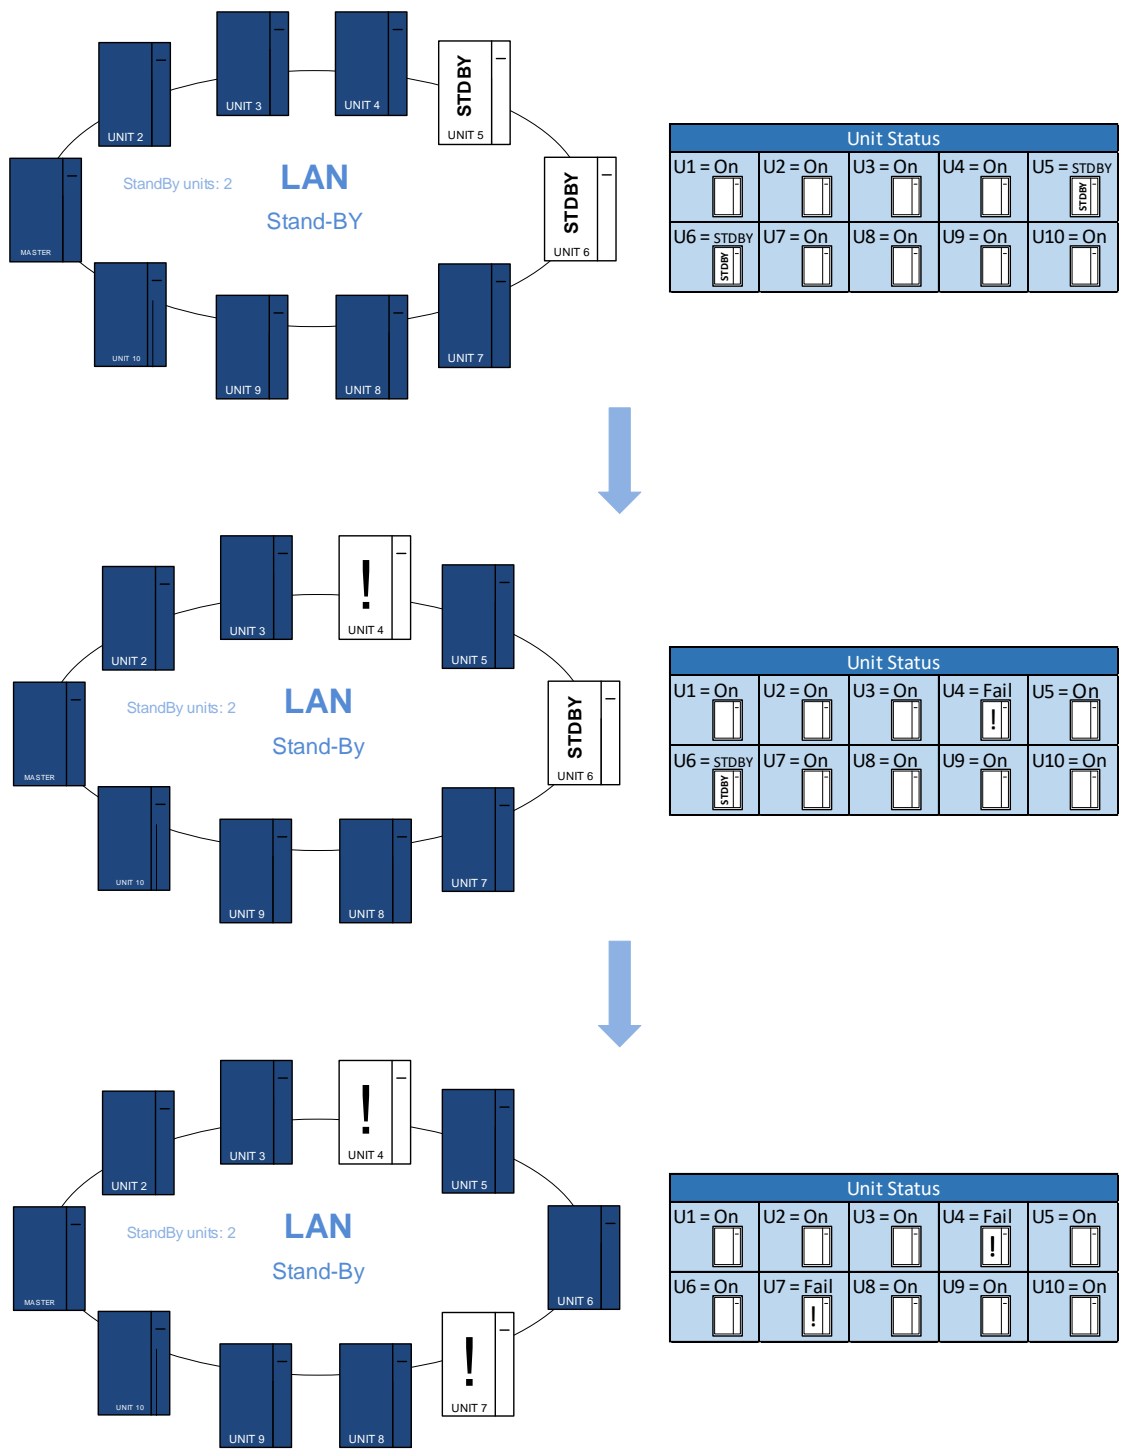 UNIT 3
UNIT 4
STDBY
UNIT 5
UNIT 2
StandBy units: 2
LAN
Stand-BY
STDBY
UNIT 6
MASTER
UNIT 10
UNIT 9
UNIT 8
UNIT 7
Unit Status
U1 = On U2 = On U3 = On U4 = On U5 = STDBY
STDBY
U6 = STDBY U7 = On U8 = On U9 = On U10 = On
STDBY
UNIT 3
!
UNIT 4
UNIT 5
UNIT 2
StandBy units: 2
LAN
Stand-By
STDBY
UNIT 6
MASTER
UNIT 10
UNIT 9
UNIT 8
UNIT 7
Unit Status
U1 = On U2 = On U3 = On U4 = Fail U5 = On
!
U6 = STDBY U7 = On U8 = On U9 = On U10 = On
STDBY
UNIT 3
!
UNIT 4
UNIT 5
UNIT 2
StandBy units: 2
LAN
Stand-By
UNIT 6
MASTER
UNIT 10
UNIT 9
UNIT 8
!
UNIT 7
Unit Status
U1 = On U2 = On U3 = On U4 = Fail U5 = On
!
U6 = On U7 = Fail U8 = On U9 = On U10 = On
!